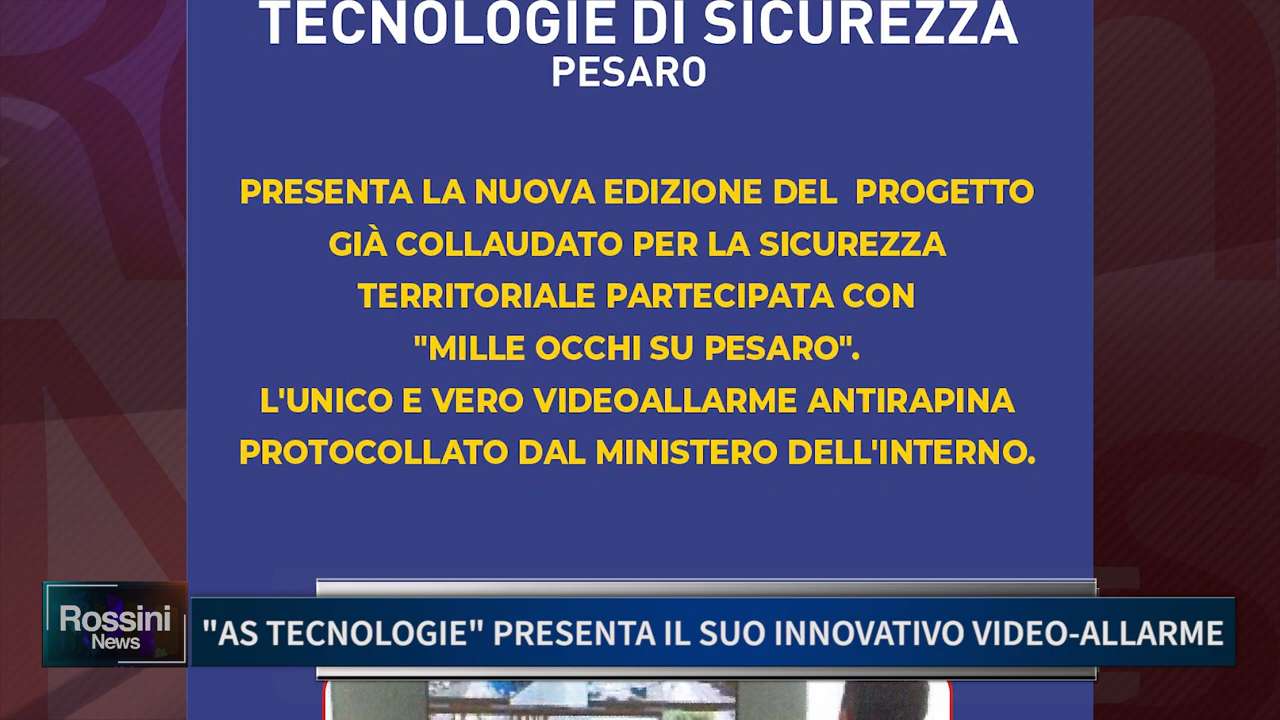 TECNOLOGIE DI SICUREZZA
PESARO
PRESENTA LA NUOVA EDIZIONE DEL PROGETTO
GIÀ COLLAUDATO PER LA SICUREZZA
TERRITORIALE PARTECIPATA CON
"MILLE OCCHI SU PESARO".
L'UNICO E VERO VIDEOALLARME ANTIRAPINA
PROTOCOLLATO DAL MINISTERO DELL'INTERNO.
Rossini
News
"AS TECNOLOGIE" PRESENTA IL SUO INNOVATIVO VIDEO-ALLARME